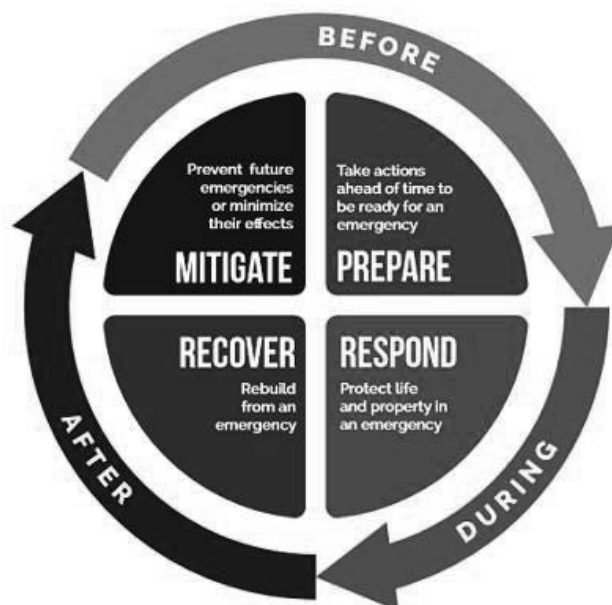 BEFORE
Prevent future
emergencies
or minimize
their effects
MITIGATE
Take actions
ahead of time to
be ready for an
emergency
PREPARE
RECOVER
Rebuild
from an
emergency
RESPOND
Protect life
and property in
an emergency
AFTER
DURING